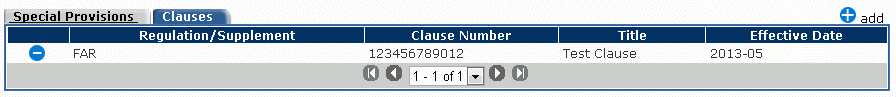 Special Provisions Clauses add
Regulation/Supplement Clause Number Title Effective Date
FAR 123456789012 Test Clause 2013-05
1 - 1 of 1